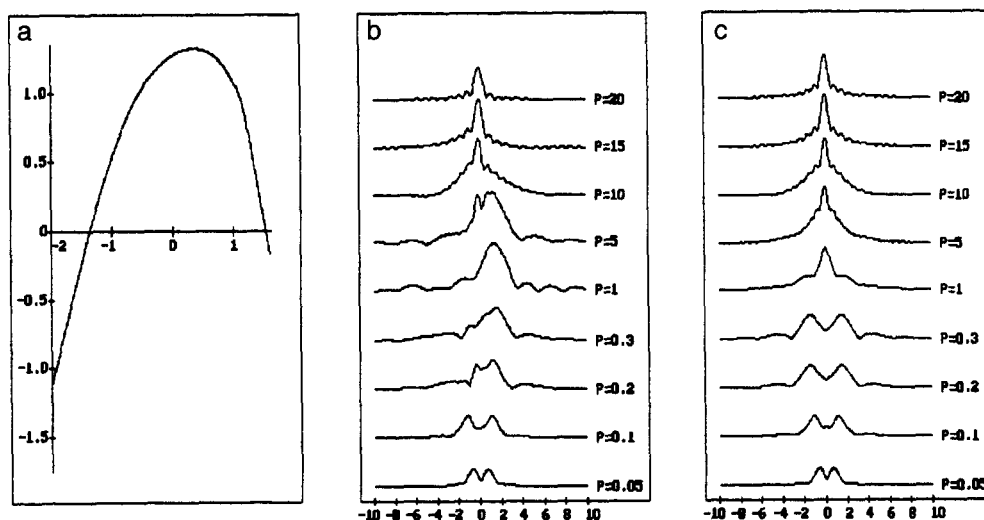 a
1.0
0.5
0
-0.5
-1.0
-1.5
-2 -1 0 1
b
P=20
P=15
P=10
P=5
P=1
P=0.3
P=0.2
P=0.1
P=0.05
-10 -8 -6 -4 -2 0 2 4 6 8 10
c
P=20
P=15
P=10
P=5
P=1
P=0.3
P=0.2
P=0.1
P=0.05
-10 -8 -6 -4 -2 0 2 4 6 8 10